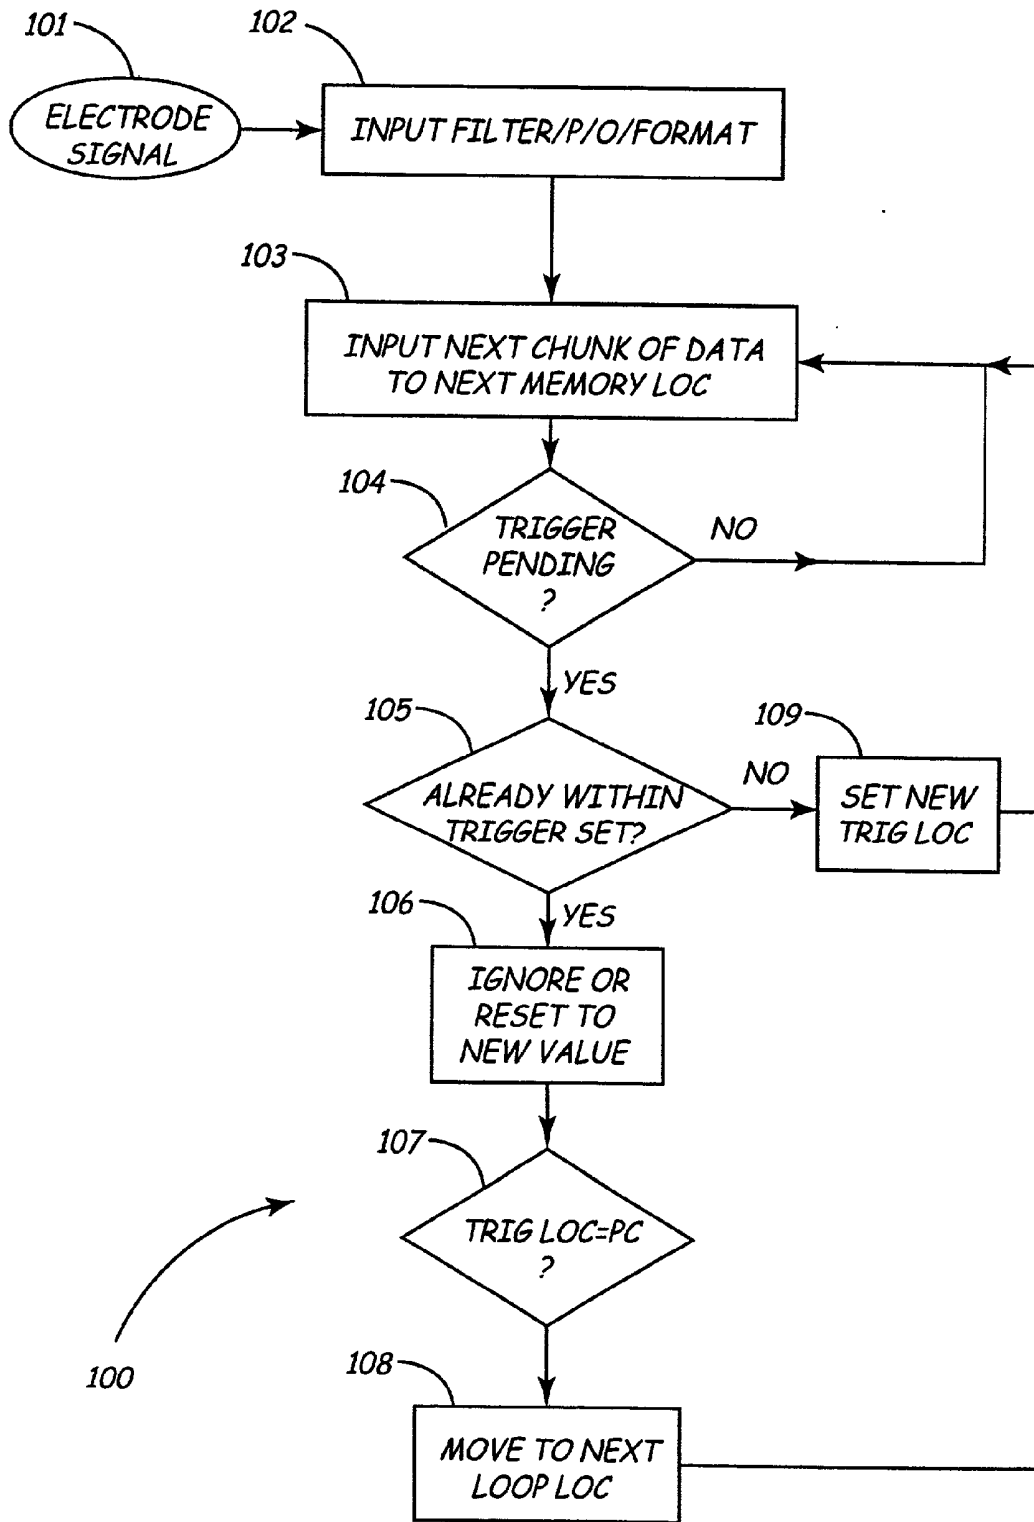 101
ELECTRODE
SIGNAL
102
INPUT FILTER/P/O/FORMAT
103
INPUT NEXT CHUNK OF DATA
TO NEXT MEMORY LOC
104
TRIGGER
PENDING
?
NO
YES
105
ALREADY WITHIN
TRIGGER SET?
NO
109
SET NEW
TRIG LOC
YES
106
IGNORE OR
RESET TO
NEW VALUE
107
TRIG LOC=PC
?
100
108
MOVE TO NEXT
LOOP LOC